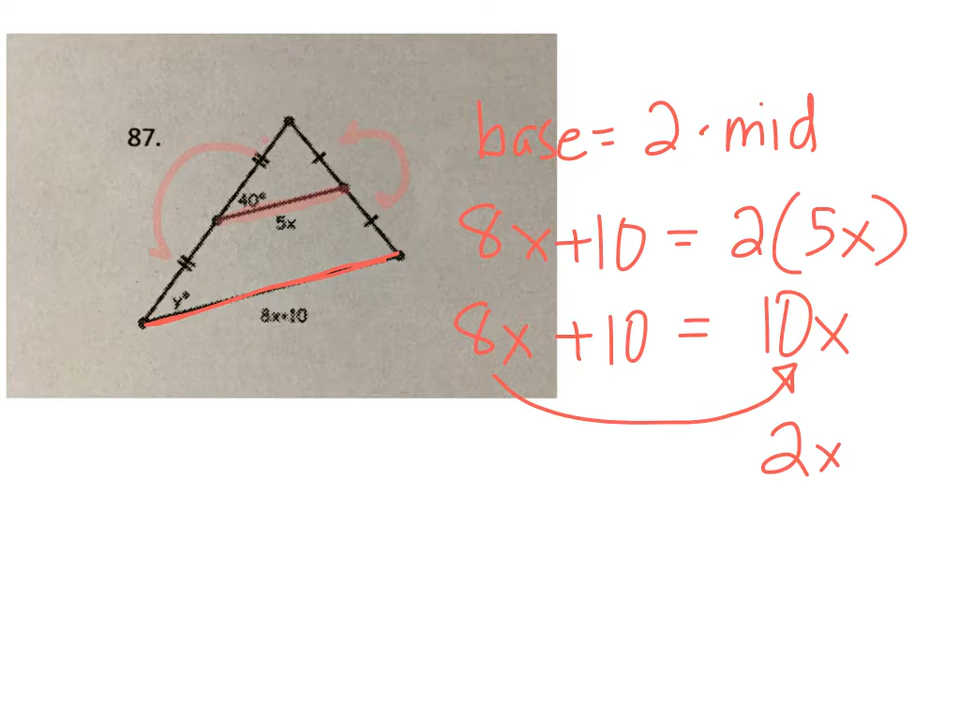 87.
40°
5x
y°
8x+10
base = 2 · mid
8x+10 = 2(5x)
8x+10 = 10x
2x